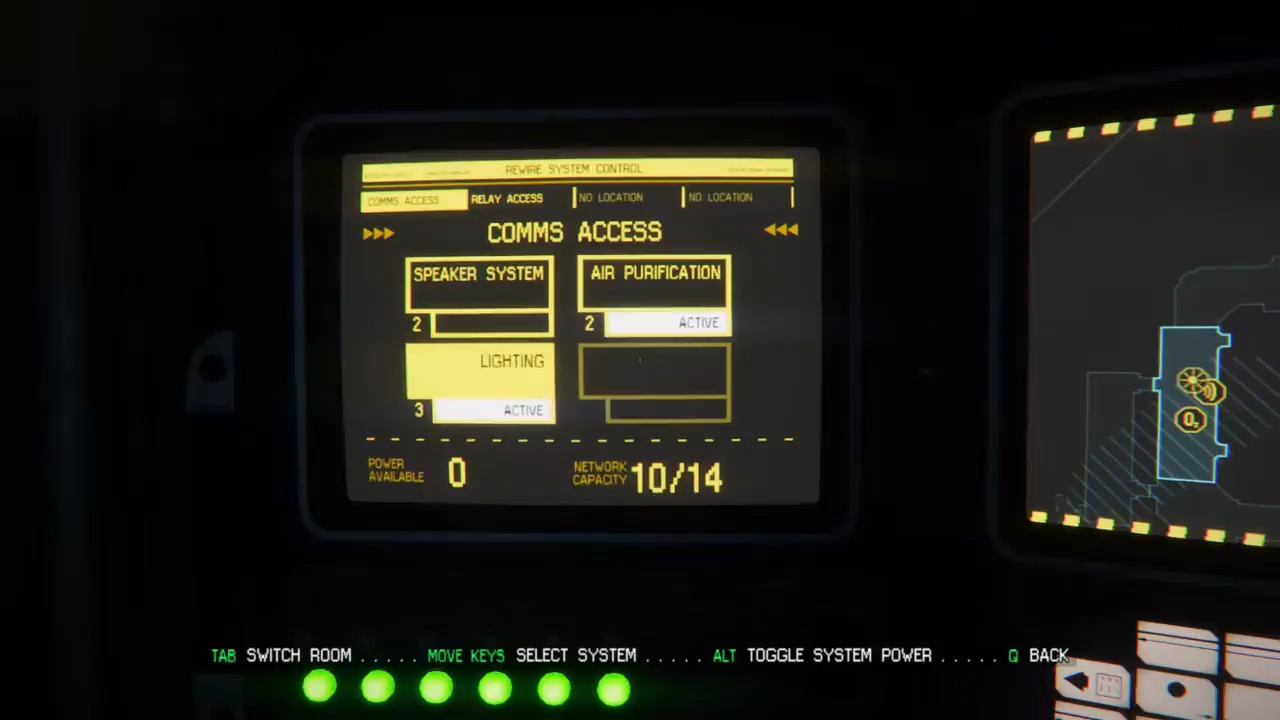 REWIRE SYSTEM CONTROL
COMMS ACCESS RELAY ACCESS NO LOCATION NO LOCATION
COMMS ACCESS
SPEAKER SYSTEM AIR PURIFICATION
2 2 ACTIVE
LIGHTING
3 ACTIVE
POWER AVAILABLE 0 NETWORK CAPACITY 10/14
O₂
TAB SWITCH ROOM ..... MOVE KEYS SELECT SYSTEM ..... ALT TOGGLE SYSTEM POWER ..... Q BACK